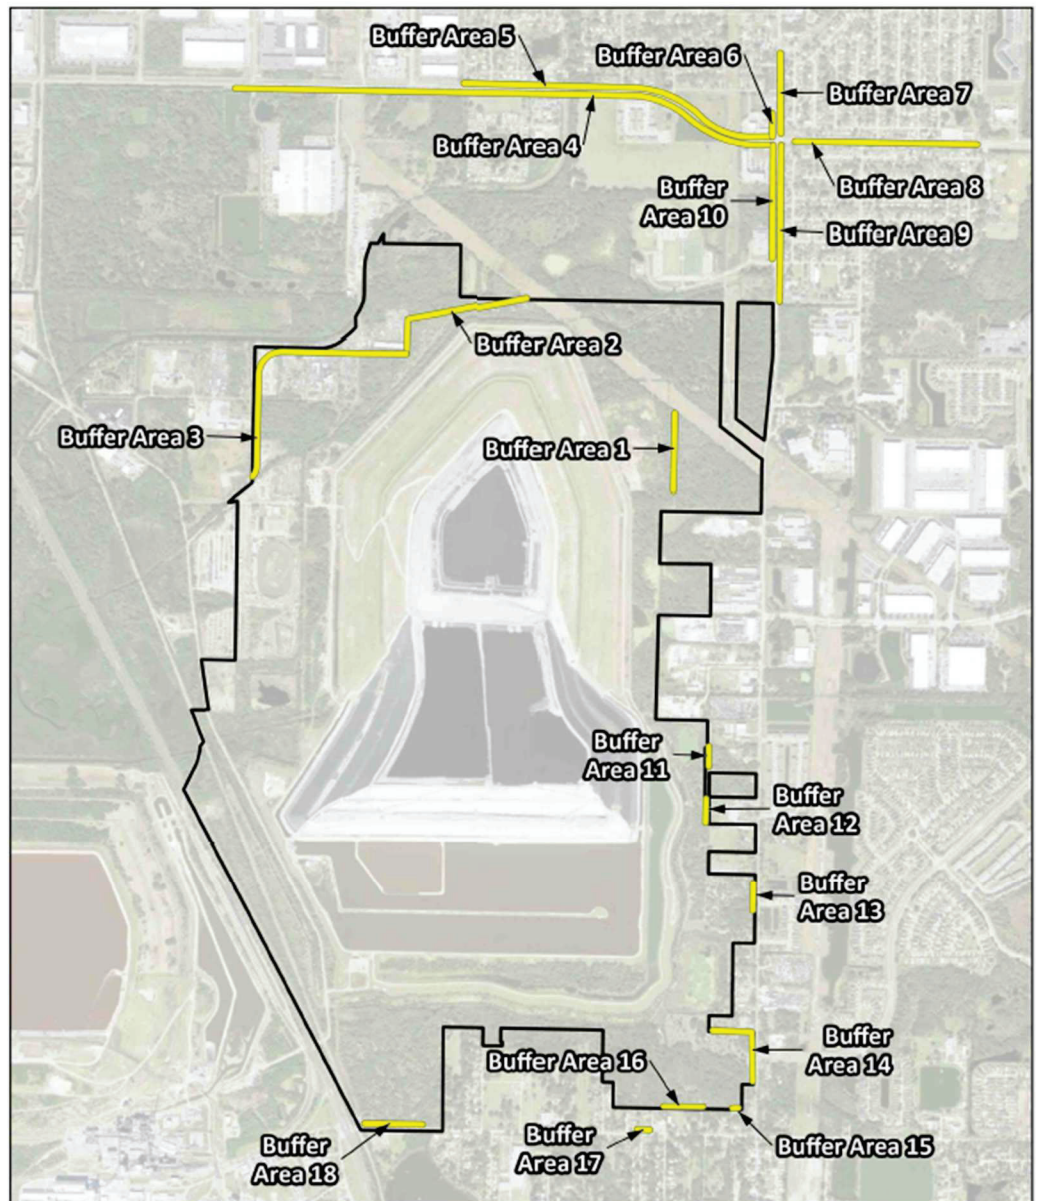 Buffer Area 5
Buffer Area 6
Buffer Area 7
Buffer Area 4
Buffer Area 8
Buffer
Area 10
Buffer Area 9
Buffer Area 2
Buffer Area 3
Buffer Area 1
Buffer
Area 11
Buffer
Area 12
Buffer
Area 13
Buffer
Area 14
Buffer Area 16
Buffer
Area 17
Buffer Area 15
Buffer
Area 18